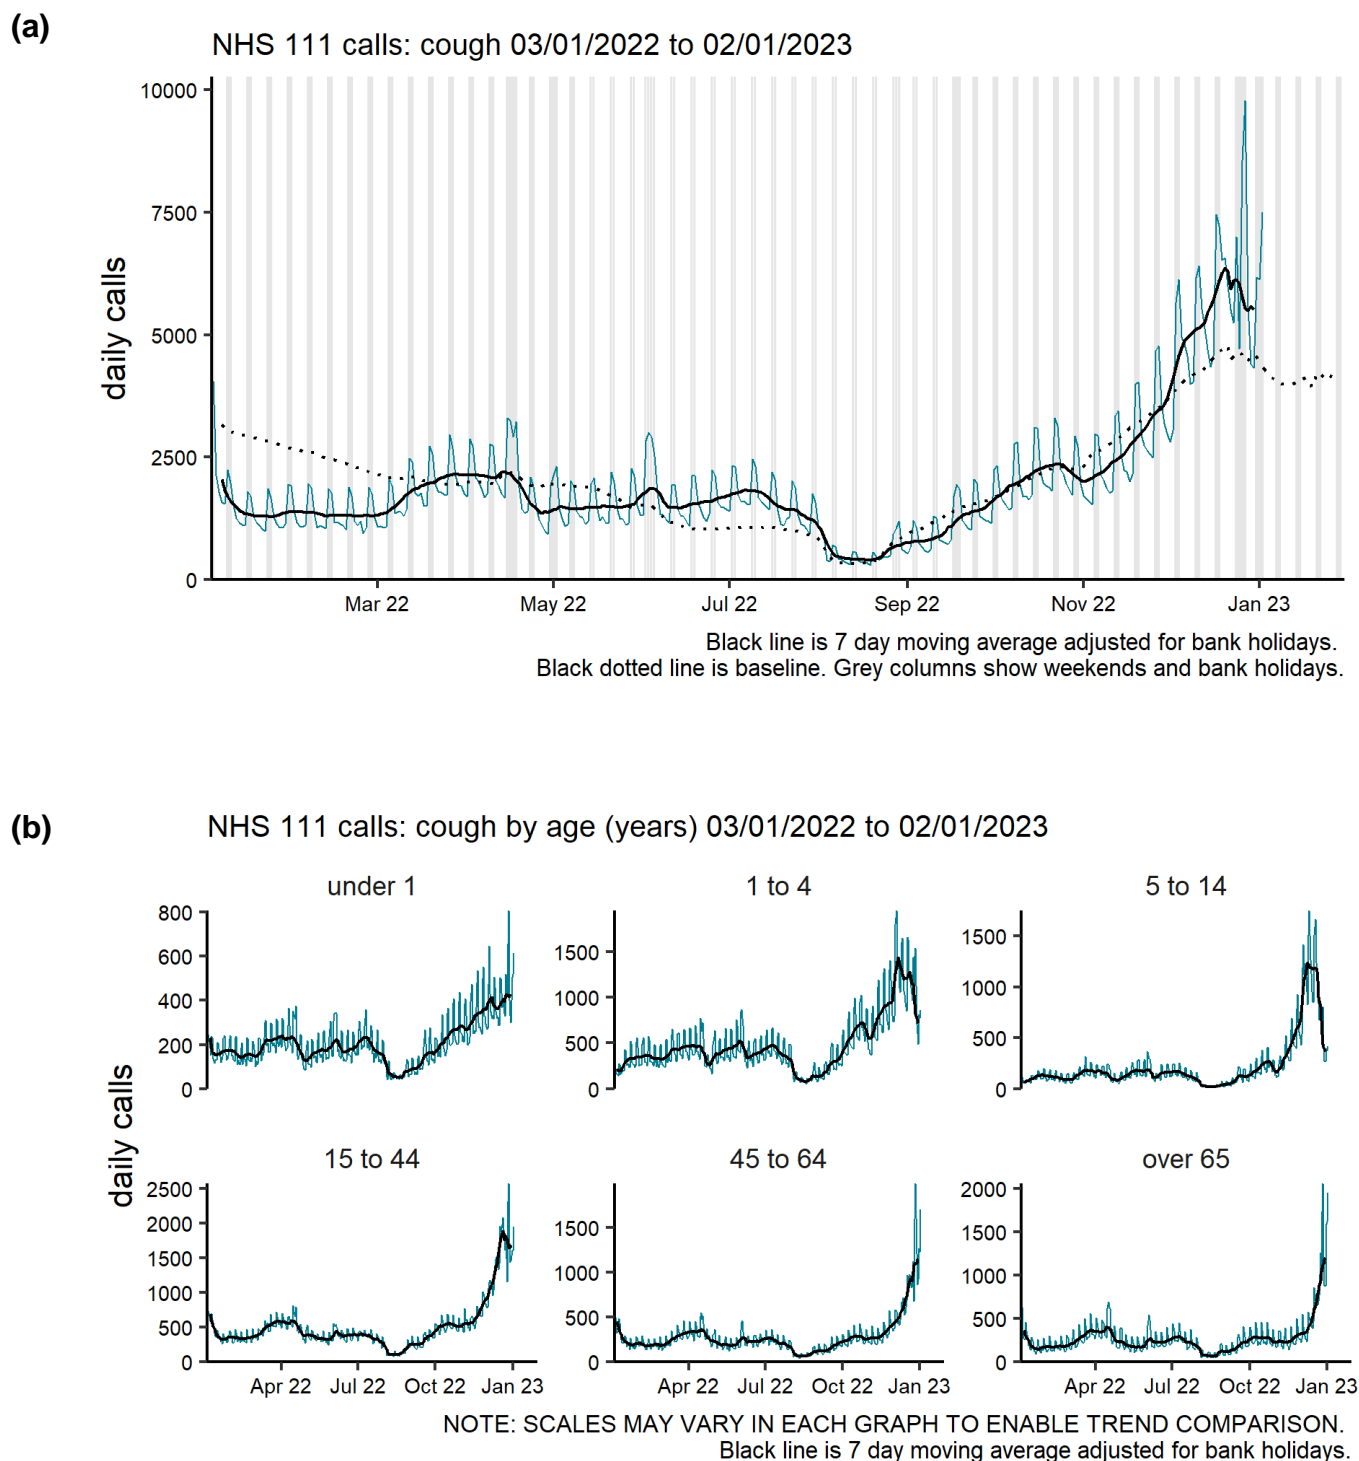 (a)
NHS 111 calls: cough 03/01/2022 to 02/01/2023
10000
7500
5000
2500
0
daily calls
Mar 22 May 22 Jul 22 Sep 22 Nov 22 Jan 23
Black line is 7 day moving average adjusted for bank holidays.
Black dotted line is baseline. Grey columns show weekends and bank holidays.
(b)
NHS 111 calls: cough by age (years) 03/01/2022 to 02/01/2023
daily calls
under 1
800
600
400
200
0
1 to 4
1500
1000
500
0
5 to 14
1500
1000
500
0
15 to 44
2500
2000
1500
1000
500
0
Apr 22 Jul 22 Oct 22 Jan 23
45 to 64
1500
1000
500
0
Apr 22 Jul 22 Oct 22 Jan 23
over 65
2000
1500
1000
500
0
Apr 22 Jul 22 Oct 22 Jan 23
NOTE: SCALES MAY VARY IN EACH GRAPH TO ENABLE TREND COMPARISON.
Black line is 7 day moving average adjusted for bank holidays.